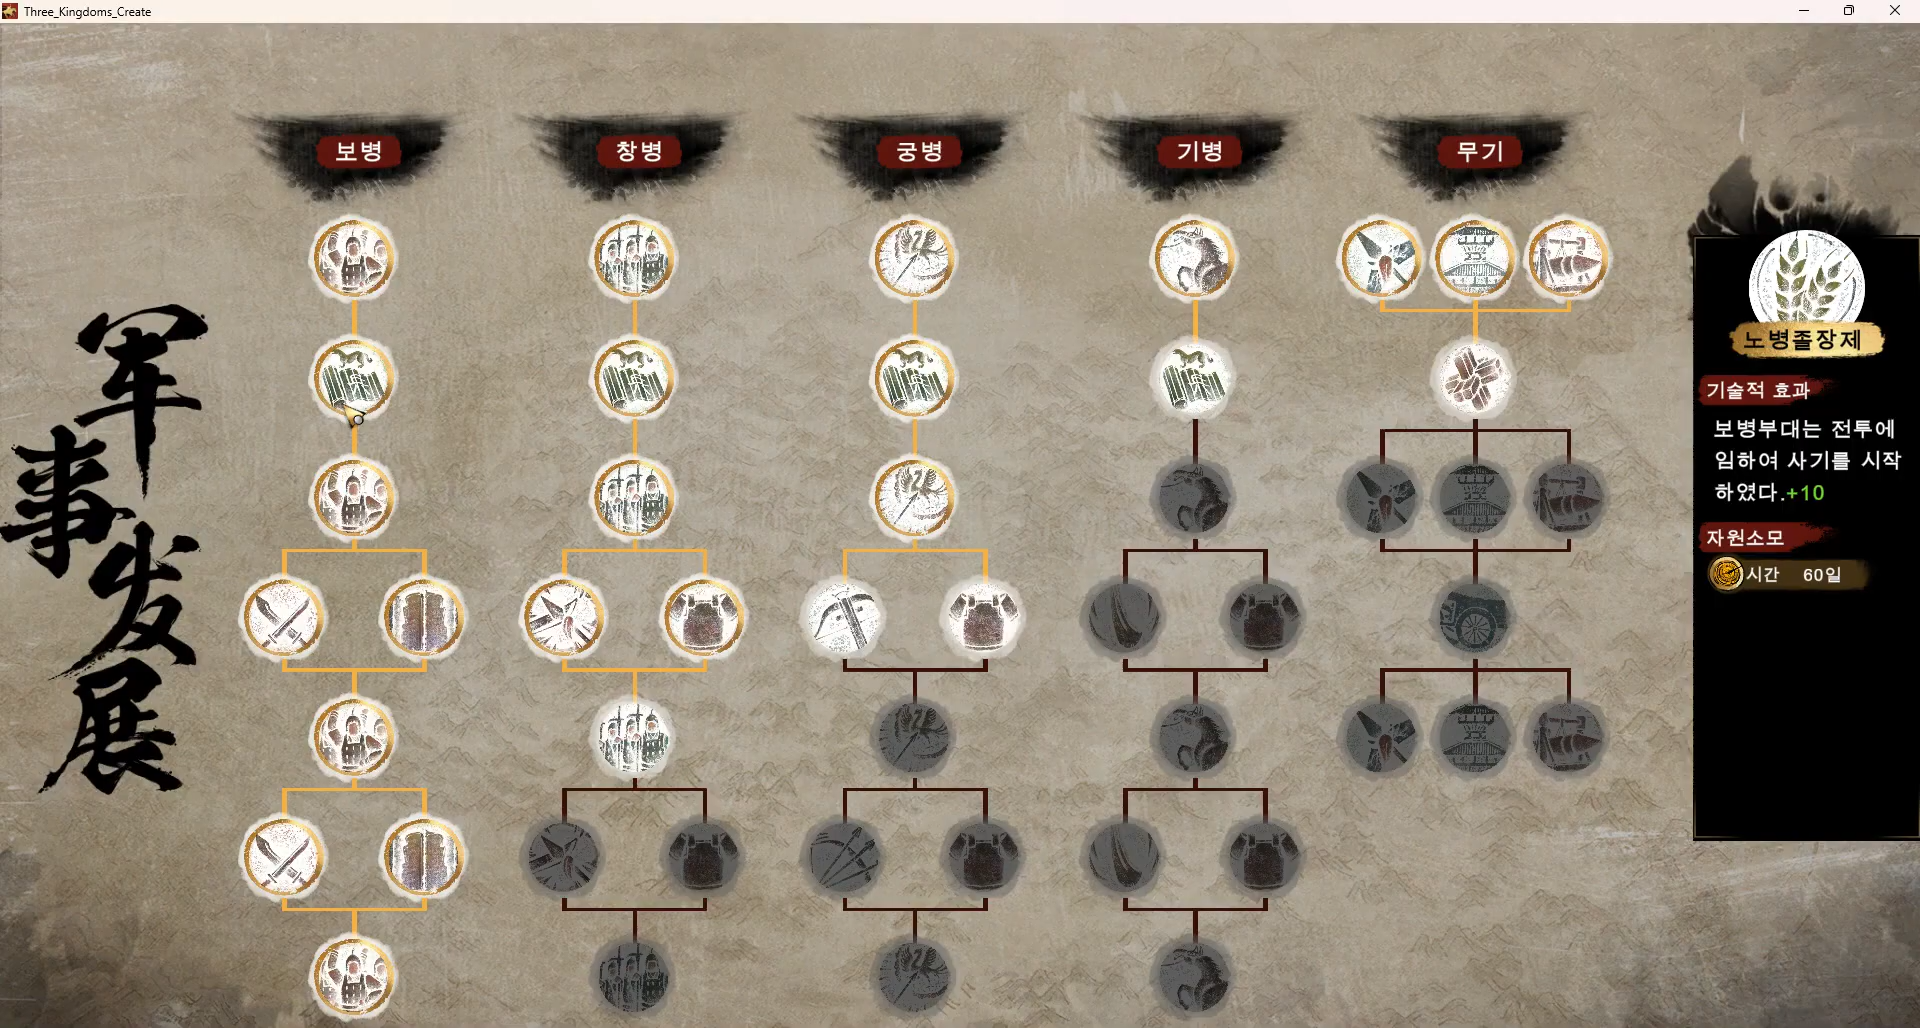 Three_Kingdoms_Create
보병
창병
궁병
기병
무기
军事发展
노병졸장제
기술적 효과
보병부대는 전투에
임하여 사기를 시작
하였다.+10
자원소모
시간 60일